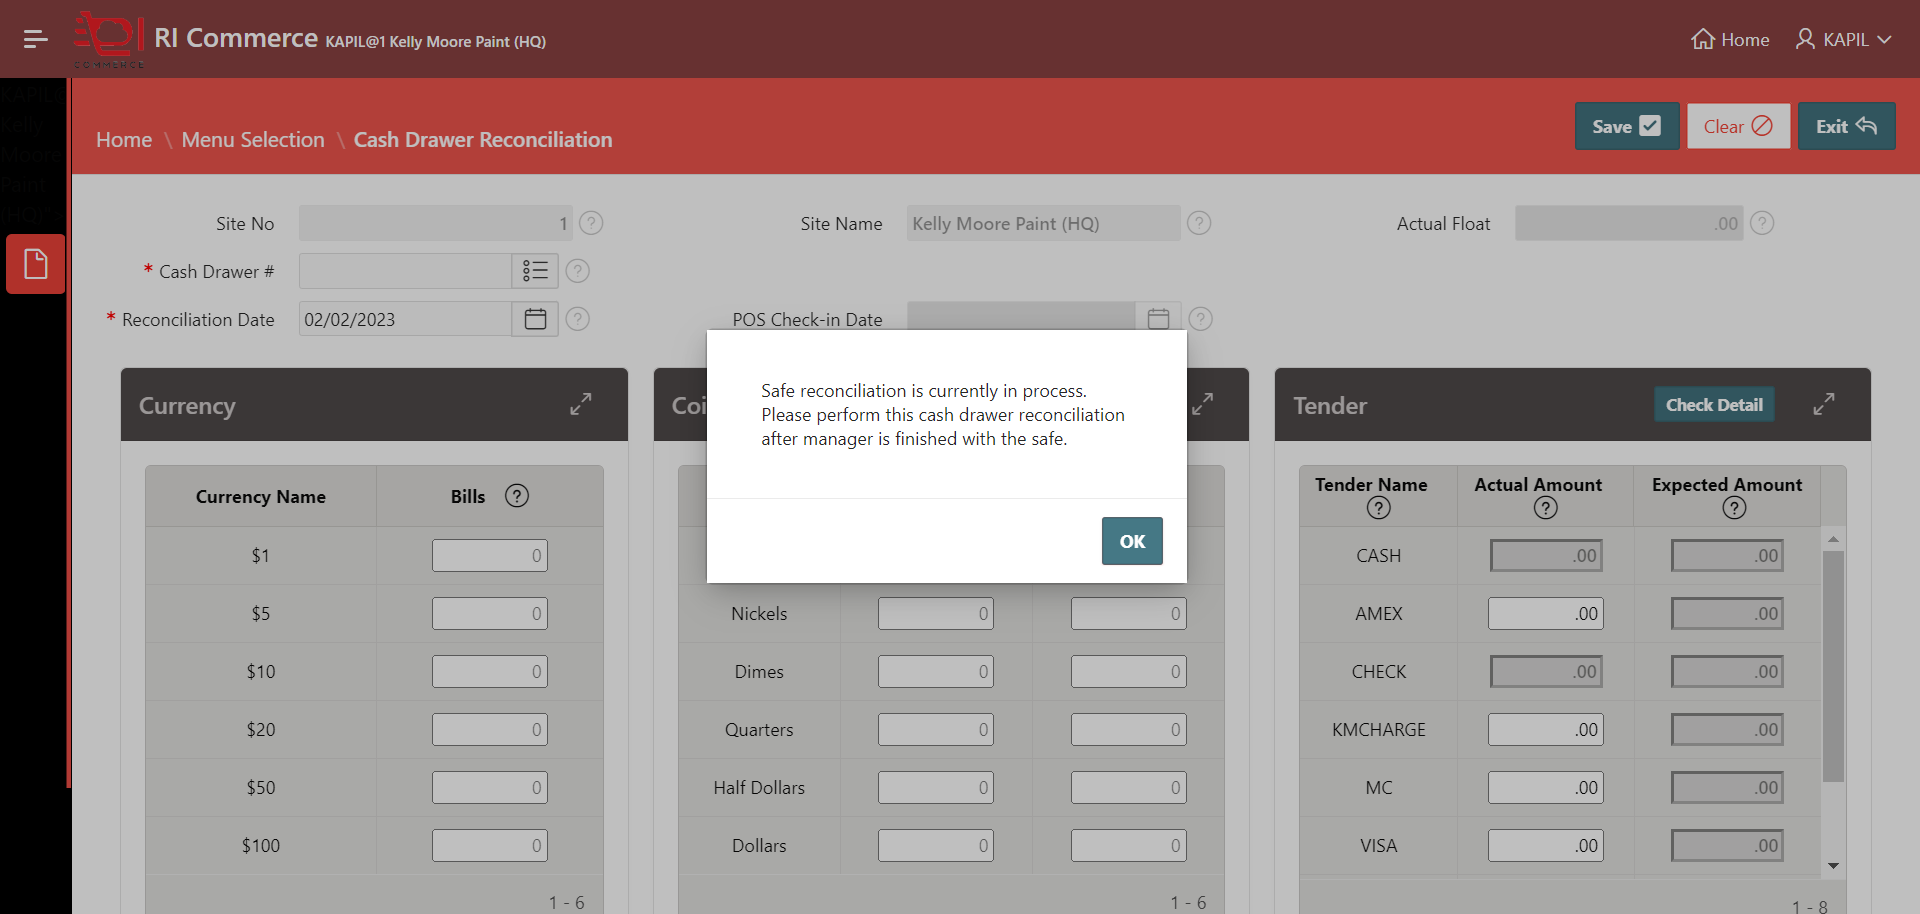 COMMERCE
RI Commerce KAPIL@1 Kelly Moore Paint (HQ)
Home
KAPIL
KAPIL@
Kelly
Moore
Paint
(HQ)
Home \ Menu Selection \ Cash Drawer Reconciliation
Save
Clear
Exit
Site No
1
?
Site Name
Kelly Moore Paint (HQ)
?
Actual Float
.00
?
* Cash Drawer #
?
* Reconciliation Date
02/02/2023
?
POS Check-in Date
?
Safe reconciliation is currently in process.
Please perform this cash drawer reconciliation
after manager is finished with the safe.
OK
Currency
Currency Name
Bills ?
$1
0
$5
0
$10
0
$20
0
$50
0
$100
0
1 - 6
Coi
Nickels
0
0
Dimes
0
0
Quarters
0
0
Half Dollars
0
0
Dollars
0
0
1 - 6
Tender
Check Detail
Tender Name
?
Actual Amount
?
Expected Amount
?
CASH
.00
.00
AMEX
.00
.00
CHECK
.00
.00
KMCHARGE
.00
.00
MC
.00
.00
VISA
.00
.00
1 - 8